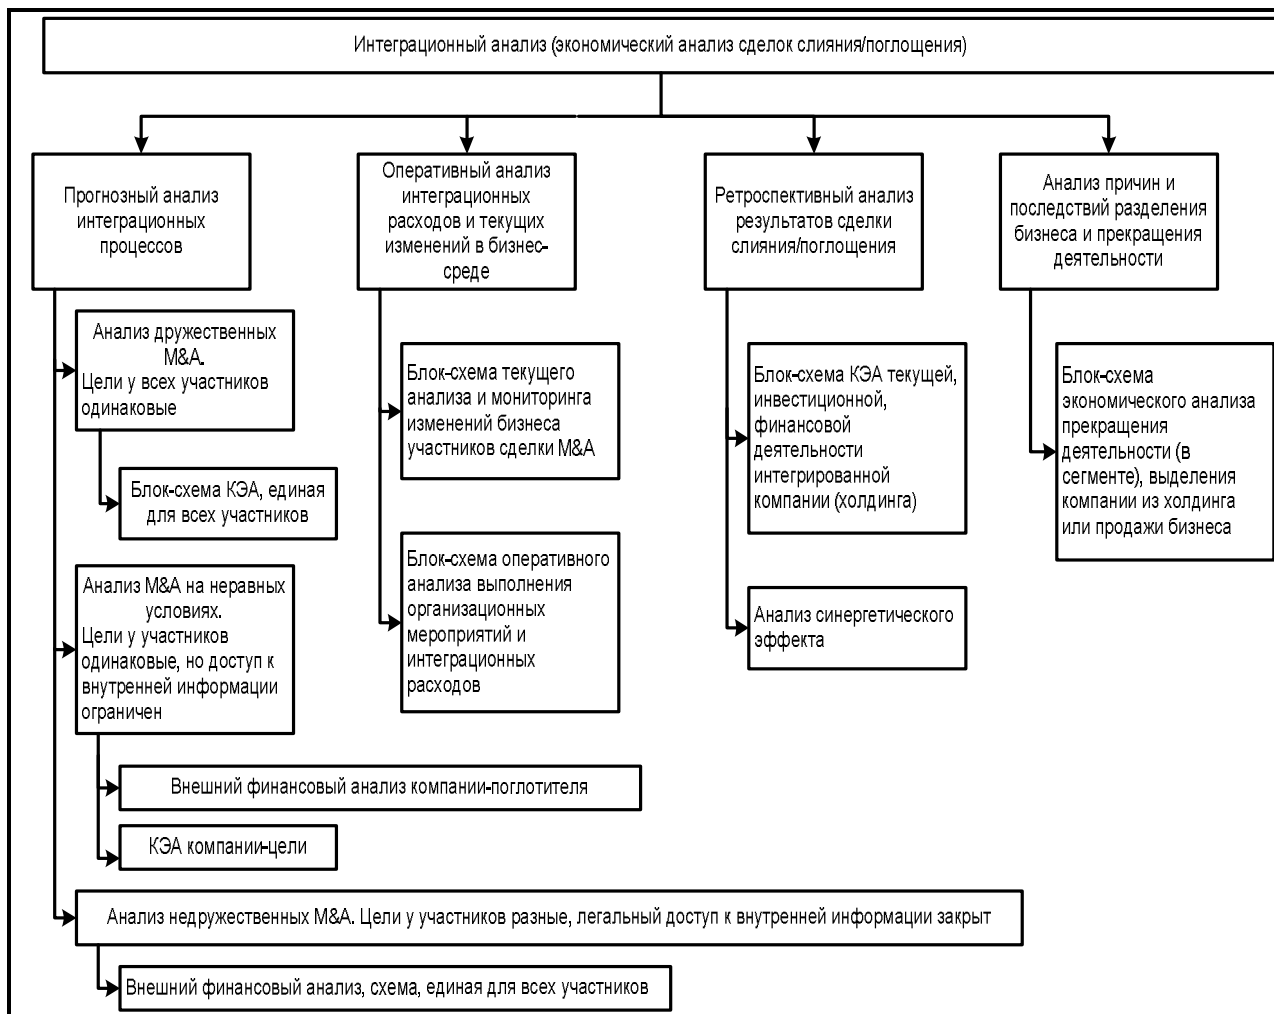 Интеграционный анализ (экономический анализ сделок слияния/поглощения)
Прогнозный анализ
интеграционных
процессов
Оперативный анализ
интеграционных
расходов и текущих
изменений в бизнес-
среде
Ретроспективный анализ
результатов сделки
слияния/поглощения
Анализ причин и
последствий разделения
бизнеса и прекращения
деятельности
Анализ дружественных
M&A.
Цели у всех участников
одинаковые
Блок-схема КЭА, единая
для всех участников
Анализ M&A на неравных
условиях.
Цели у участников
одинаковые, но доступ к
внутренней информации
ограничен
Внешний финансовый анализ компании-поглотителя
КЭА компании-цели
Анализ недружественных M&A. Цели у участников разные, легальный доступ к внутренней информации закрыт
Внешний финансовый анализ, схема, единая для всех участников
Блок-схема текущего
анализа и мониторинга
изменений бизнеса
участников сделки M&A
Блок-схема оперативного
анализа выполнения
организационных
мероприятий и
интеграционных
расходов
Блок-схема КЭА текущей,
инвестиционной,
финансовой
деятельности
интегрированной
компании (холдинга)
Анализ синергетического
эффекта
Блок-схема
экономического анализа
прекращения
деятельности (в
сегменте), выделения
компании из холдинга
или продажи бизнеса